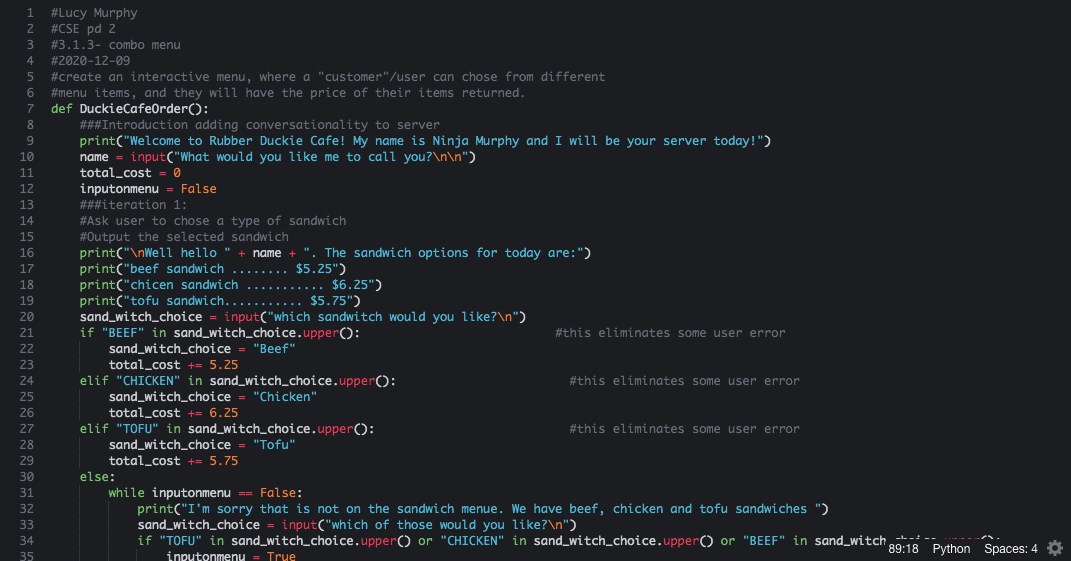 1 #Lucy Murphy
2 #CSE pd 2
3 #3.1.3- combo menu
4 #2020-12-09
5 #create an interactive menu, where a "customer"/user can chose from different
6 #menu items, and they will have the price of their items returned.
7 def DuckieCafeOrder():
8 ###Introduction adding conversationality to server
9 print("Welcome to Rubber Duckie Cafe! My name is Ninja Murphy and I will be your server today!")
10 name = input("What would you like me to call you?\n\n")
11 total_cost = 0
12 inputonmenu = False
13 ###iteration 1:
14 #Ask user to chose a type of sandwich
15 #Output the selected sandwich
16 print("\nWell hello " + name + ". The sandwich options for today are:")
17 print("beef sandwich ........ $5.25")
18 print("chicen sandwich ........... $6.25")
19 print("tofu sandwich........... $5.75")
20 sand_witch_choice = input("which sandwitch would you like?\n")
21 if "BEEF" in sand_witch_choice.upper(): #this eliminates some user error
22 sand_witch_choice = "Beef"
23 total_cost += 5.25
24 elif "CHICKEN" in sand_witch_choice.upper(): #this eliminates some user error
25 sand_witch_choice = "Chicken"
26 total_cost += 6.25
27 elif "TOFU" in sand_witch_choice.upper(): #this eliminates some user error
28 sand_witch_choice = "Tofu"
29 total_cost += 5.75
30 else:
31 while inputonmenu == False:
32 print("I'm sorry that is not on the sandwich menue. We have beef, chicken and tofu sandwiches ")
33 sand_witch_choice = input("which of those would you like?\n")
34 if "TOFU" in sand_witch_choice.upper() or "CHICKEN" in sand_witch_choice.upper() or "BEEF" in
35 inputonmenu = True
89:18 Python Spaces: 4